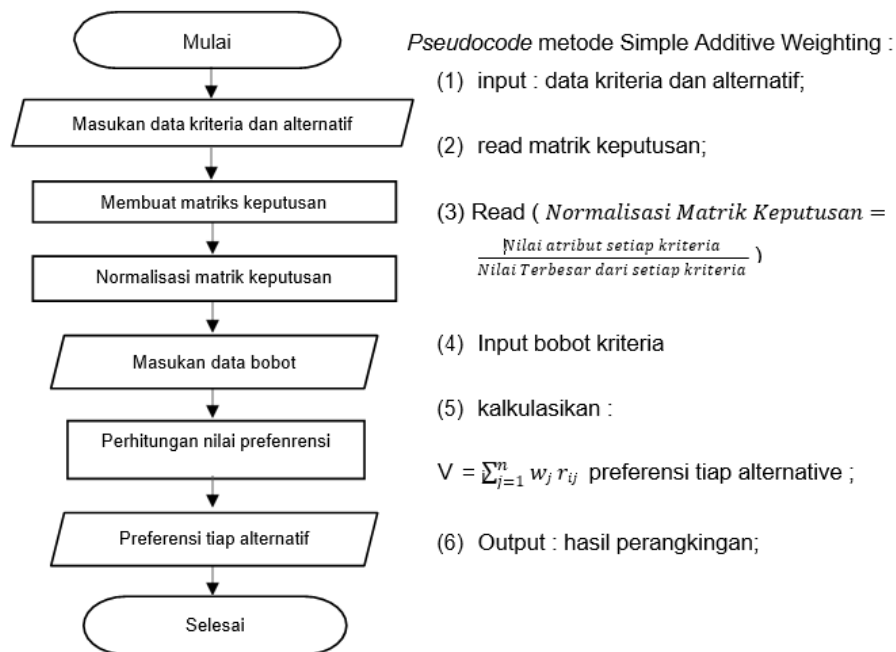 Mulai
Masukan data kriteria dan alternatif
Membuat matriks keputusan
Normalisasi matrik keputusan
Masukan data bobot
Perhitungan nilai prefenrensi
Preferensi tiap alternatif
Selesai
Pseudocode metode Simple Additive Weighting :
(1) input : data kriteria dan alternatif;
(2) read matrik keputusan;
(3) Read ( Normalisasi Matrik Keputusan =
Nilai atribut setiap kriteria
Nilai Terbesar dari setiap kriteria )
(4) Input bobot kriteria
(5) kalkulasikan :
V = ∑ⁿⱼ₌₁ wⱼ rᵢⱼ preferensi tiap alternative ;
(6) Output : hasil perangkingan;